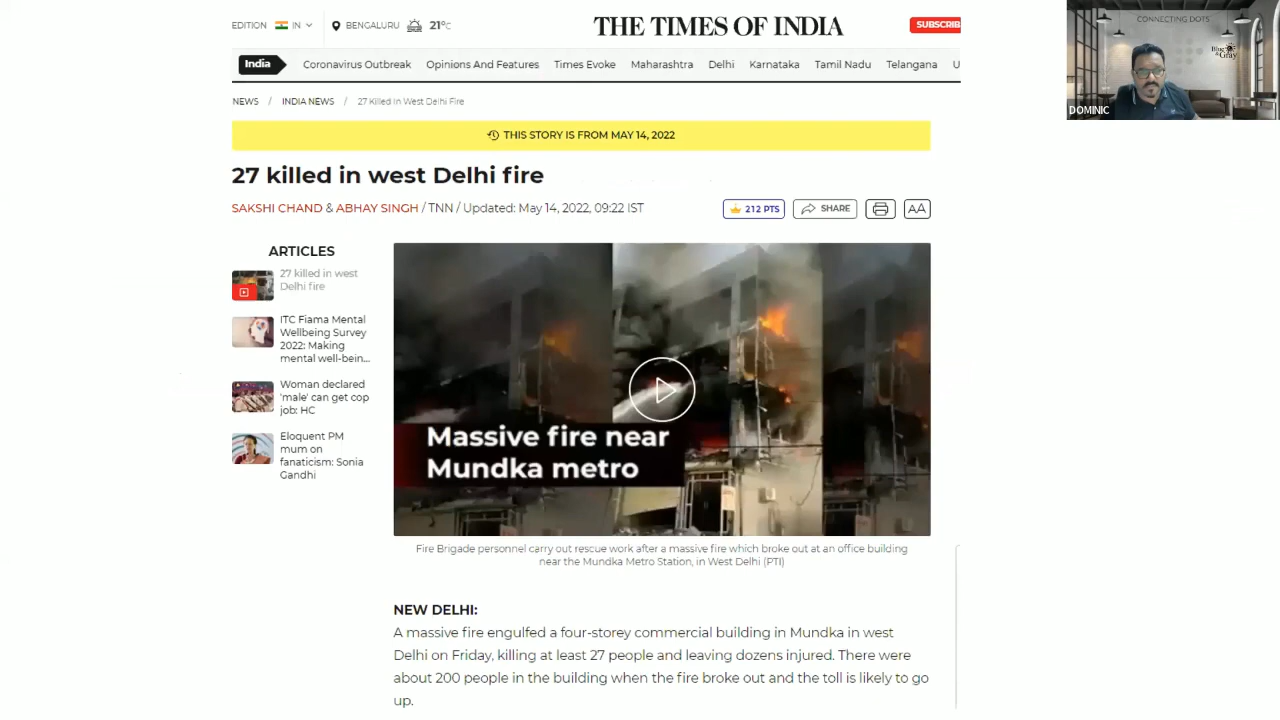 EDITION IN BENGALURU 21°C
THE TIMES OF INDIA
SUBSCRIB
India Coronavirus Outbreak Opinions And Features Times Evoke Maharashtra Delhi Karnataka Tamil Nadu Telangana U
NEWS / INDIA NEWS / 27 Killed In West Delhi Fire
THIS STORY IS FROM MAY 14, 2022
27 killed in west Delhi fire
SAKSHI CHAND & ABHAY SINGH / TNN / Updated: May 14, 2022, 09:22 IST
212 PTS SHARE AA
ARTICLES
27 killed in west
Delhi fire
ITC Fiama Mental
Wellbeing Survey
2022: Making
mental well-bein...
Woman declared
'male' can get cop
job: HC
Eloquent PM
mum on
fanaticism: Sonia
Gandhi
Massive fire near
Mundka metro
Fire Brigade personnel carry out rescue work after a massive fire which broke out at an office building
near the Mundka Metro Station, in West Delhi (PTI)
NEW DELHI:
A massive fire engulfed a four-storey commercial building in Mundka in west
Delhi on Friday, killing at least 27 people and leaving dozens injured. There were
about 200 people in the building when the fire broke out and the toll is likely to go
up.
CONNECTING DOTS
Blue
& Gray
DOMINIC